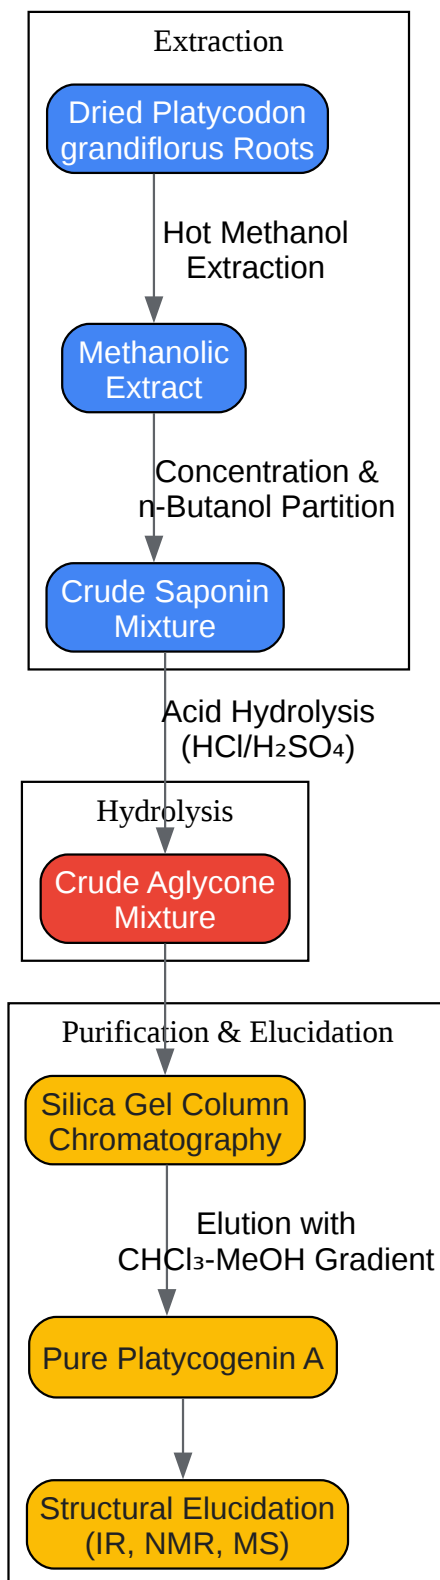 Extraction
Dried Platycodon
grandiflorus Roots
Hot Methanol
Extraction
Methanolic
Extract
Concentration &
n-Butanol Partition
Crude Saponin
Mixture
Acid Hydrolysis
(HCl/H₂SO₄)
Hydrolysis
Crude Aglycone
Mixture
Purification & Elucidation
Silica Gel Column
Chromatography
Elution with
CHCl₃-MeOH Gradient
Pure Platycogenin A
Structural Elucidation
(IR, NMR, MS)